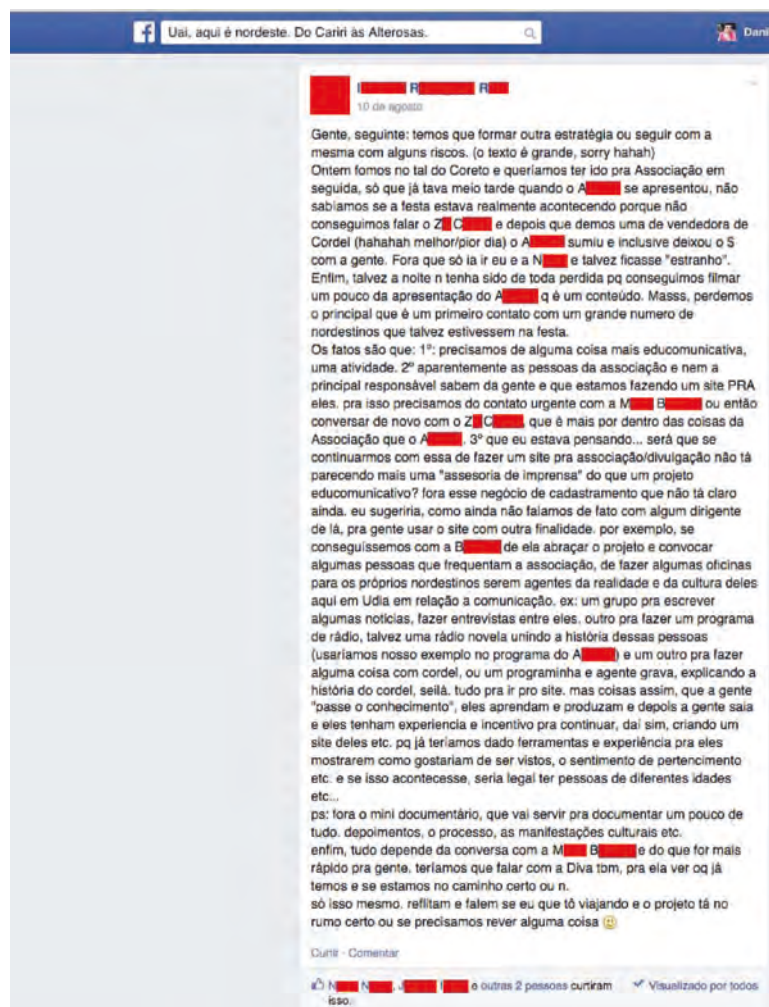 f Uai, aqui é nordeste. Do Cariri às Alterosas. Dani
I R R
10 de agosto
Gente, seguinte: temos que formar outra estratégia ou seguir com a
mesma com alguns riscos. (o texto é grande, sorry hahah)
Ontem fomos no tal do Coreto e queriamos ter ido pra Associação em
seguida, só que já tava meio tarde quando o A se apresentou, não
sabiamos se a festa estava realmente acontecendo porque não
conseguimos falar o Z C e depois que demos uma de vendedora de
Cordel (hahahah melhor/pior dia) o A sumiu e inclusive deixou o $
com a gente. Fora que só ia ir eu e a N e talvez ficasse "estranho".
Enfim, talvez a noite n tenha sido de toda perdida pq conseguimos filmar
um pouco da apresentação do A q é um conteúdo. Masss, perdemos
o principal que é um primeiro contato com um grande numero de
nordestinos que talvez estivessem na festa.
Os fatos são que: 1º: precisamos de alguma coisa mais educomunicativa,
uma atividade. 2º aparentemente as pessoas da associação e nem a
principal responsável sabem da gente e que estamos fazendo um site PRA
eles. pra isso precisamos do contato urgente com a M B ou então
conversar de novo com o Z C, que é mais por dentro das coisas da
Associação que o A. 3º que eu estava pensando... será que se
continuarmos com essa de fazer um site pra associação/divulgação não tá
parecendo mais uma "assesoria de imprensa" do que um projeto
educomunicativo? fora esse negócio de cadastramento que não tá claro
ainda. eu sugeriria, como ainda não falamos de fato com algum dirigente
de lá, pra gente usar o site com outra finalidade. por exemplo, se
conseguíssemos com a B de ela abraçar o projeto e convocar
algumas pessoas que frequentam a associação, de fazer algumas oficinas
para os próprios nordestinos serem agentes da realidade e da cultura deles
aqui em Udia em relação a comunicação. ex: um grupo pra escrever
algumas notícias, fazer entrevistas entre eles. outro pra fazer um programa
de rádio, talvez uma rádio novela unindo a história dessas pessoas
(usaríamos nosso exemplo no programa do A) e um outro pra fazer
alguma coisa com cordel, ou um programinha e agente grava, explicando a
história do cordel, seilá. tudo pra ir pro site. mas coisas assim, que a gente
"passe o conhecimento", eles aprendam e produzam e depois a gente saia
e eles tenham experiencia e incentivo pra continuar, daí sim, criando um
site deles etc. pq já teriamos dado ferramentas e experiência pra eles
mostrarem como gostariam de ser vistos, o sentimento de pertencimento
etc. e se isso acontecesse, seria legal ter pessoas de diferentes idades
etc...
ps: fora o mini documentário, que vai servir pra documentar um pouco de
tudo. depoimentos, o processo, as manifestações culturais etc.
enfim, tudo depende da conversa com a M B e do que for mais
rápido pra gente. teríamos que falar com a Diva tbm, pra ela ver oq já
temos e se estamos no caminho certo ou n.
só isso mesmo. reflitam e falem se eu que tô viajando e o projeto tá no
rumo certo ou se precisamos rever alguma coisa
Curtir · Comentar
N N, J I e outras 2 pessoas curtiram isso. ✓ Visualizado por todos